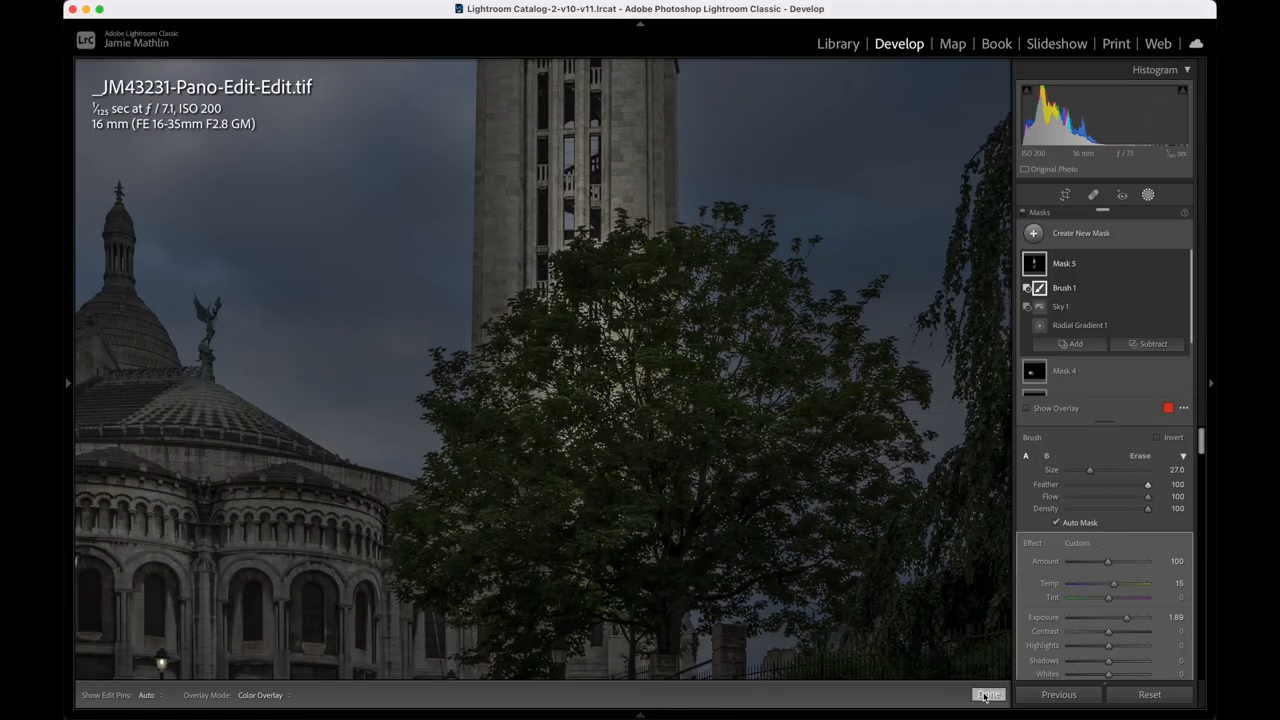 Lightroom Catalog-2-v10-v11.lrcat - Adobe Photoshop Lightroom Classic - Develop
LrC
Adobe Lightroom Classic
Jamie Mathlin
Library
Develop
Map
Book
Slideshow
Print
Web
_JM43231-Pano-Edit-Edit.tif
1/125 sec at ƒ / 7.1, ISO 200
16 mm (FE 16-35mm F2.8 GM)
Histogram
ISO 200 16 mm ƒ / 7.1 1/125 sec
Original Photo
Masks
Create New Mask
Mask 5
Brush 1
Sky 1
Radial Gradient 1
Add Subtract
Mask 4
Show Overlay
Brush Invert
A B Erase
Size 27.0
Feather 100
Flow 100
Density 100
Auto Mask
Effect : Custom
Amount 100
Temp 15
Tint 0
Exposure 1.89
Contrast 0
Highlights 0
Shadows 0
Whites 0
Show Edit Pins: Auto Overlay Mode: Color Overlay Done
Previous Reset